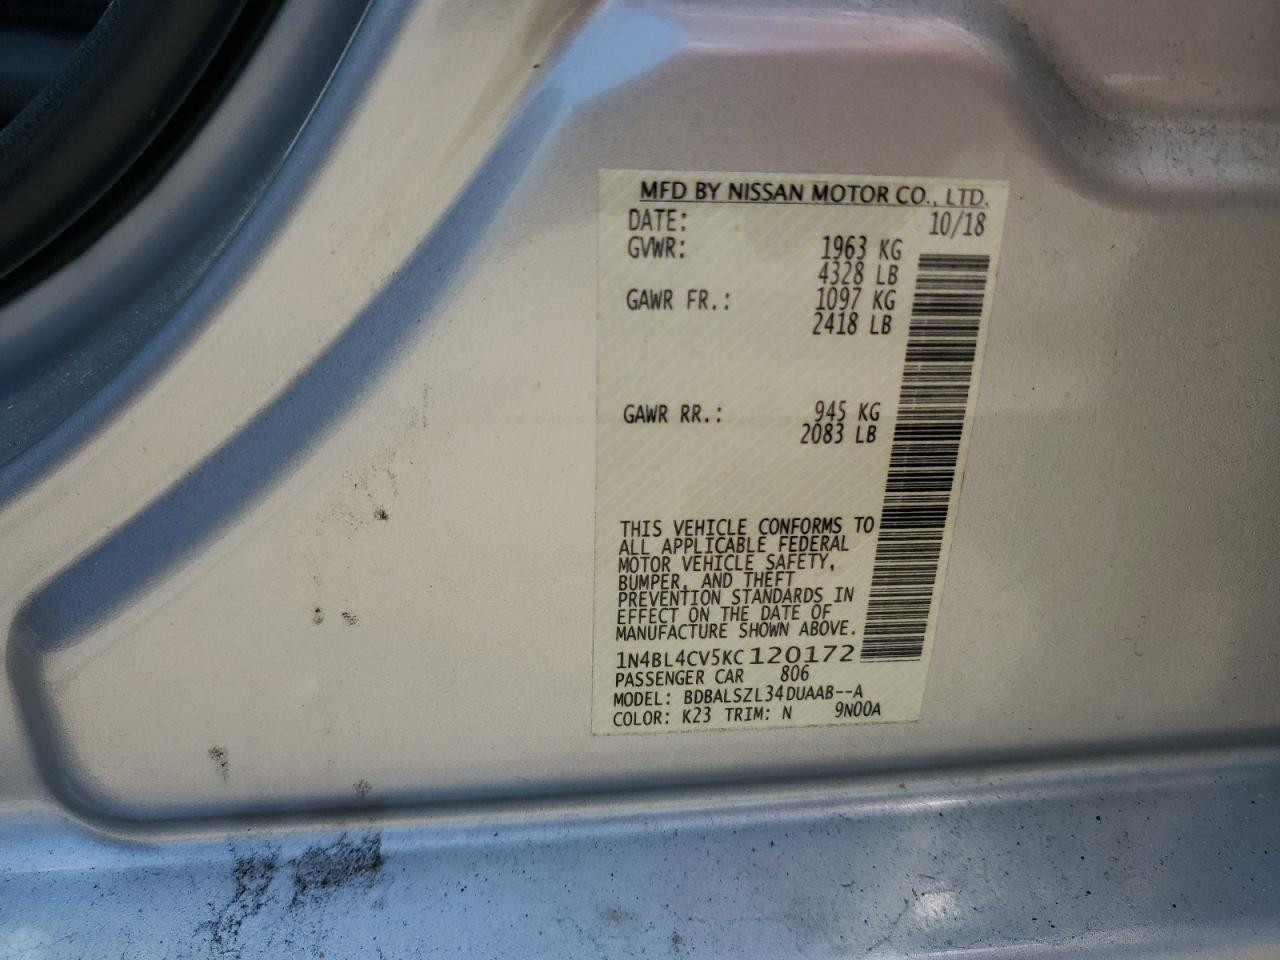 MFD BY NISSAN MOTOR CO., LTD.
DATE: 10/18
GVWR: 1963 KG
4328 LB
GAWR FR.: 1097 KG
2418 LB
GAWR RR.: 945 KG
2083 LB
THIS VEHICLE CONFORMS TO
ALL APPLICABLE FEDERAL
MOTOR VEHICLE SAFETY,
BUMPER, AND THEFT
PREVENTION STANDARDS IN
EFFECT ON THE DATE OF
MANUFACTURE SHOWN ABOVE.
1N4BL4CV5KC120172
PASSENGER CAR 806
MODEL: BDBALSZL34DUAAB--A
COLOR: K23 TRIM: N 9N00A